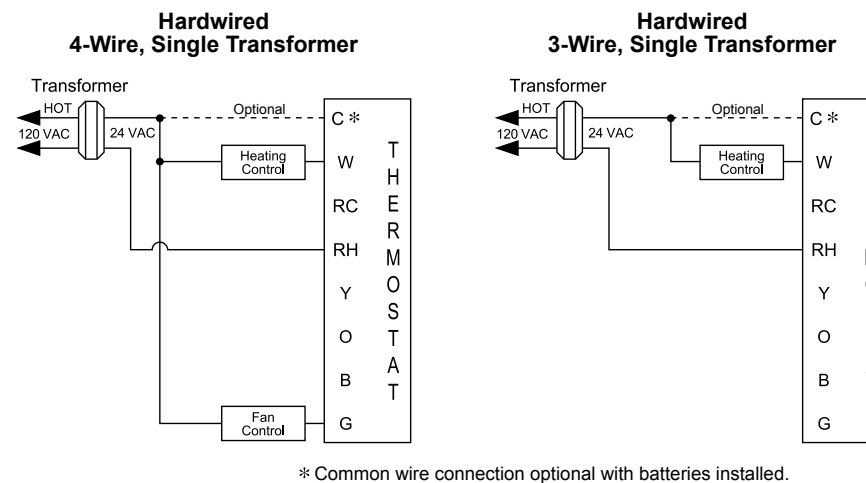 Hardwired
4-Wire, Single Transformer
Transformer
HOT
120 VAC
24 VAC
Optional
Heating
Control
Fan
Control
C*
W
RC
RH
Y
O
B
G
THERMOSTAT
Hardwired
3-Wire, Single Transformer
Transformer
HOT
120 VAC
24 VAC
Optional
Heating
Control
C*
W
RC
RH
Y
O
B
G
* Common wire connection optional with batteries installed.